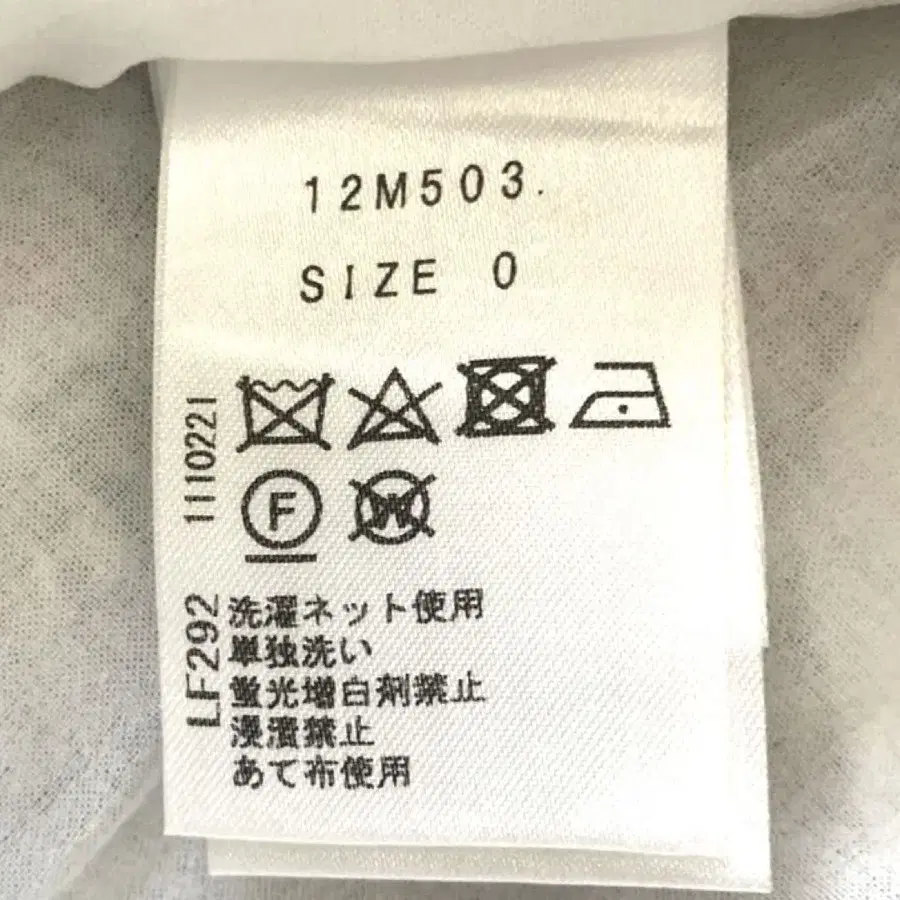 12M503.
SIZE 0
1110221
F
W
LF292
洗濯ネット使用
単独洗い
蛍光増白剤禁止
浸漬禁止
あて布使用